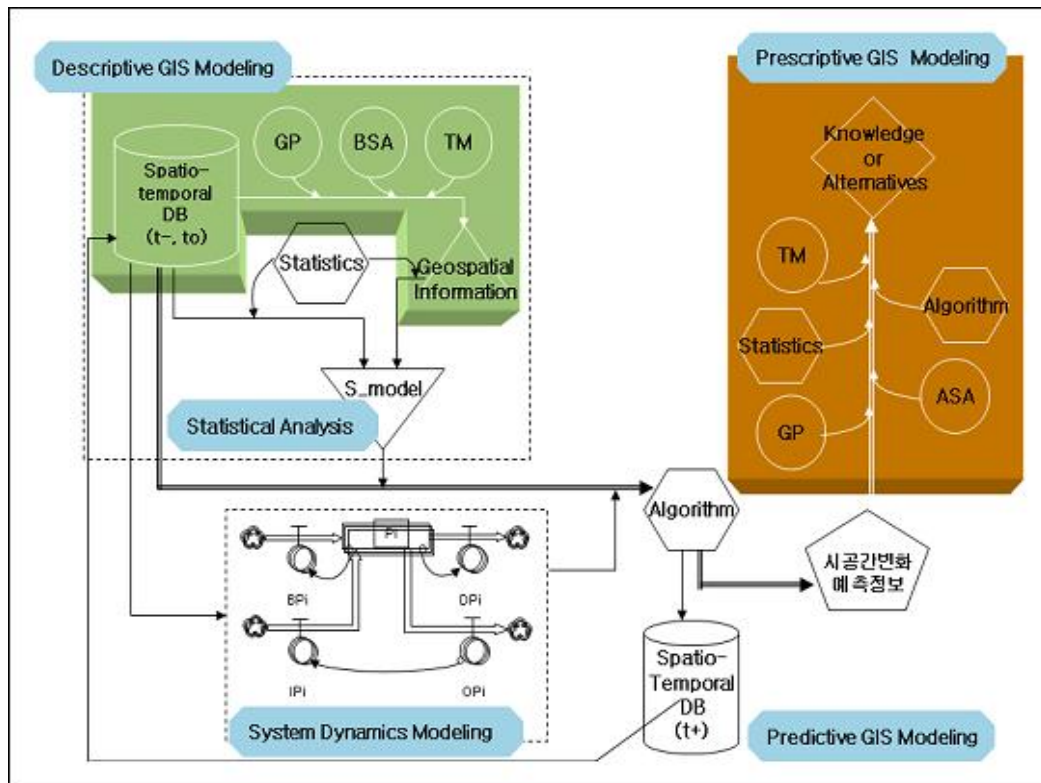 Descriptive GIS Modeling
Spatio-
temporal
DB
(t-, to)
GP
BSA
TM
Statistics
Geospatial
Information
S_model
Statistical Analysis
Prescriptive GIS Modeling
Knowledge
or
Alternatives
TM
Algorithm
Statistics
ASA
GP
Algorithm
시공간변화
예측정보
Pi
BPi
DPi
IPi
OPi
System Dynamics Modeling
Spatio-
Temporal
DB
(t+)
Predictive GIS Modeling